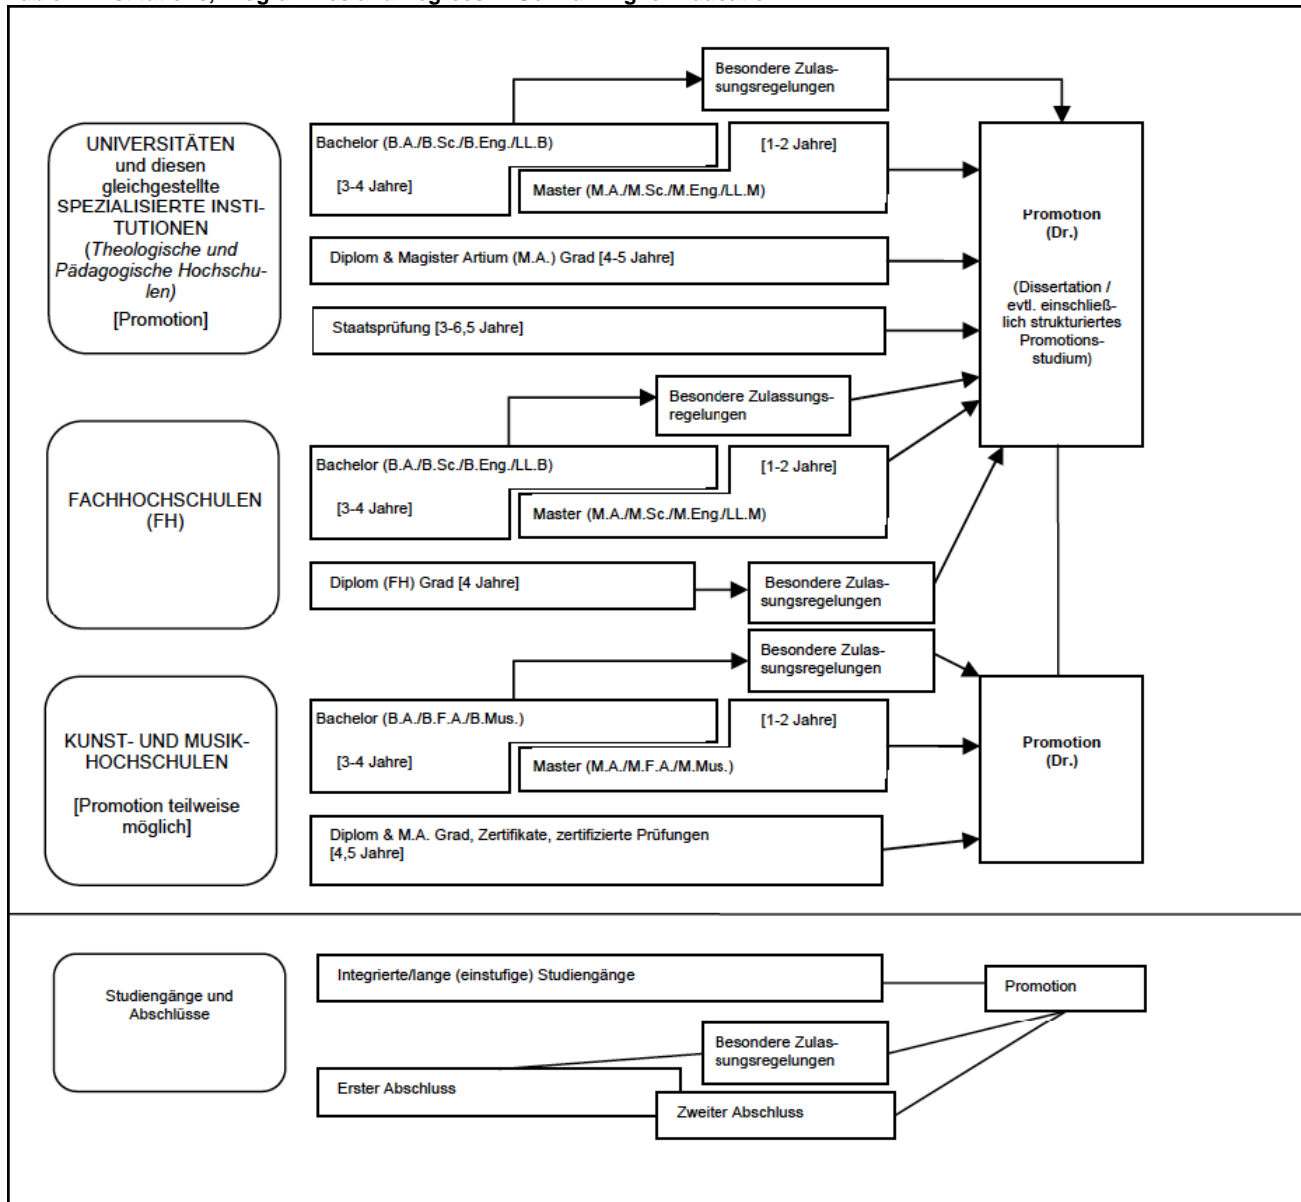 Besondere Zulas-
sungsregelungen
UNIVERSITÄTEN
und diesen
gleichgestellte
SPEZIALISIERTE INSTI-
TUTIONEN
(Theologische und
Pädagogische Hochschu-
len)
[Promotion]
Bachelor (B.A./B.Sc./B.Eng./LL.B)
[3-4 Jahre]
[1-2 Jahre]
Master (M.A./M.Sc./M.Eng./LL.M)
Diplom & Magister Artium (M.A.) Grad [4-5 Jahre]
Staatsprüfung [3-6,5 Jahre]
Promotion
(Dr.)
(Dissertation /
evtl. einschließ-
lich strukturiertes
Promotions-
studium)
Besondere Zulassungs-
regelungen
FACHHOCHSCHULEN
(FH)
Bachelor (B.A./B.Sc./B.Eng./LL.B)
[3-4 Jahre]
[1-2 Jahre]
Master (M.A./M.Sc./M.Eng./LL.M)
Diplom (FH) Grad [4 Jahre]
Besondere Zulas-
sungsregelungen
Besondere Zulas-
sungsregelungen
KUNST- UND MUSIK-
HOCHSCHULEN
[Promotion teilweise
möglich]
Bachelor (B.A./B.F.A./B.Mus.)
[3-4 Jahre]
[1-2 Jahre]
Master (M.A./M.F.A./M.Mus.)
Diplom & M.A. Grad, Zertifikate, zertifizierte Prüfungen
[4,5 Jahre]
Promotion
(Dr.)
Studiengänge und
Abschlüsse
Integrierte/lange (einstufige) Studiengänge
Promotion
Besondere Zulas-
sungsregelungen
Erster Abschluss
Zweiter Abschluss